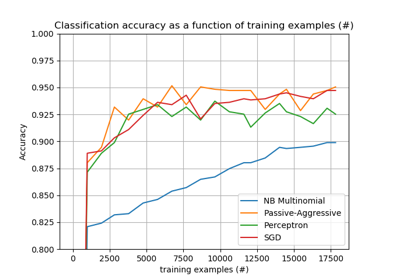 Classification accuracy as a function of training examples (#)
1.000
0.975
0.950
0.925
0.900
0.875
0.850
0.825
0.800
Accuracy
NB Multinomial
Passive-Aggressive
Perceptron
SGD
0 2500 5000 7500 10000 12500 15000 17500
training examples (#)